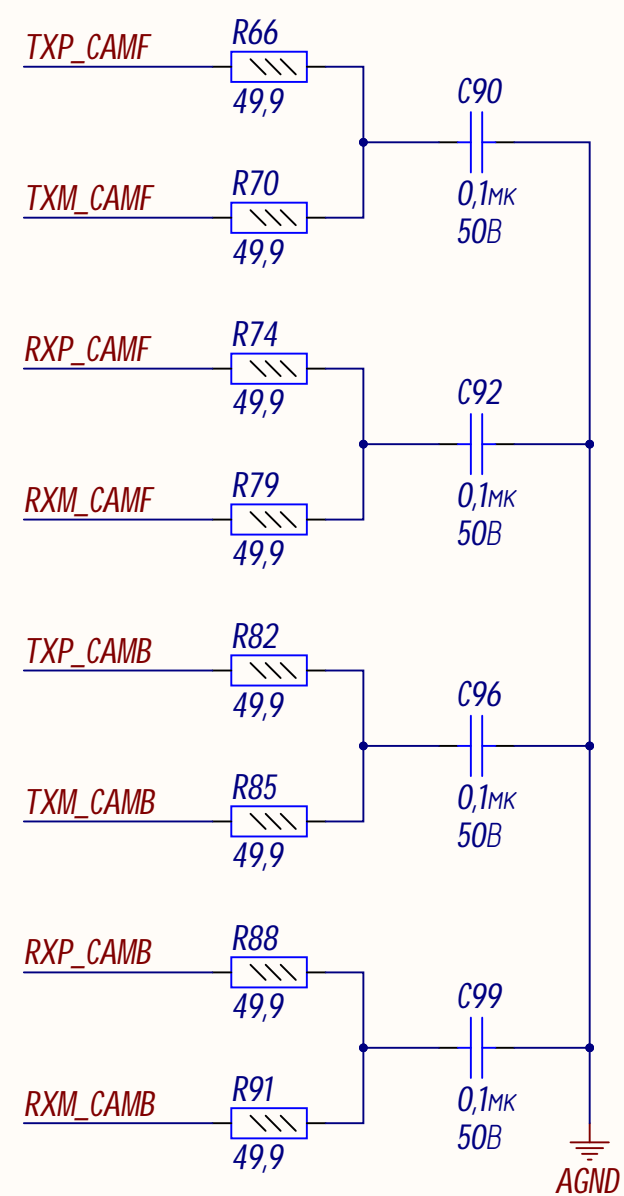 TXP_CAMF
R66
49,9
C90
0,1мк
50В
TXM_CAMF
R70
49,9
RXP_CAMF
R74
49,9
C92
0,1мк
50В
RXM_CAMF
R79
49,9
TXP_CAMB
R82
49,9
C96
0,1мк
50В
TXM_CAMB
R85
49,9
RXP_CAMB
R88
49,9
C99
0,1мк
50В
RXM_CAMB
R91
49,9
AGND